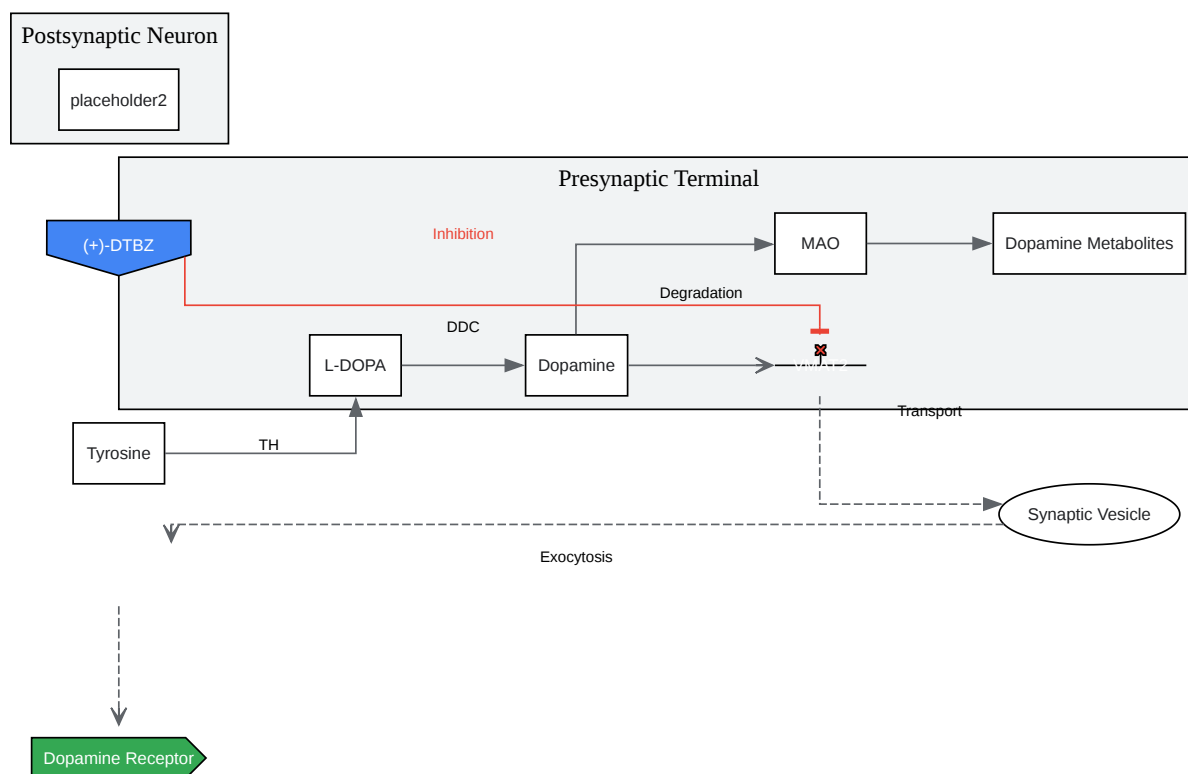 Postsynaptic Neuron
placeholder2
Presynaptic Terminal
(+)-DTBZ
Inhibition
MAO
Dopamine Metabolites
Degradation
DDC
L-DOPA
Dopamine
VMAT2
Transport
Tyrosine
TH
Synaptic Vesicle
Exocytosis
Dopamine Receptor